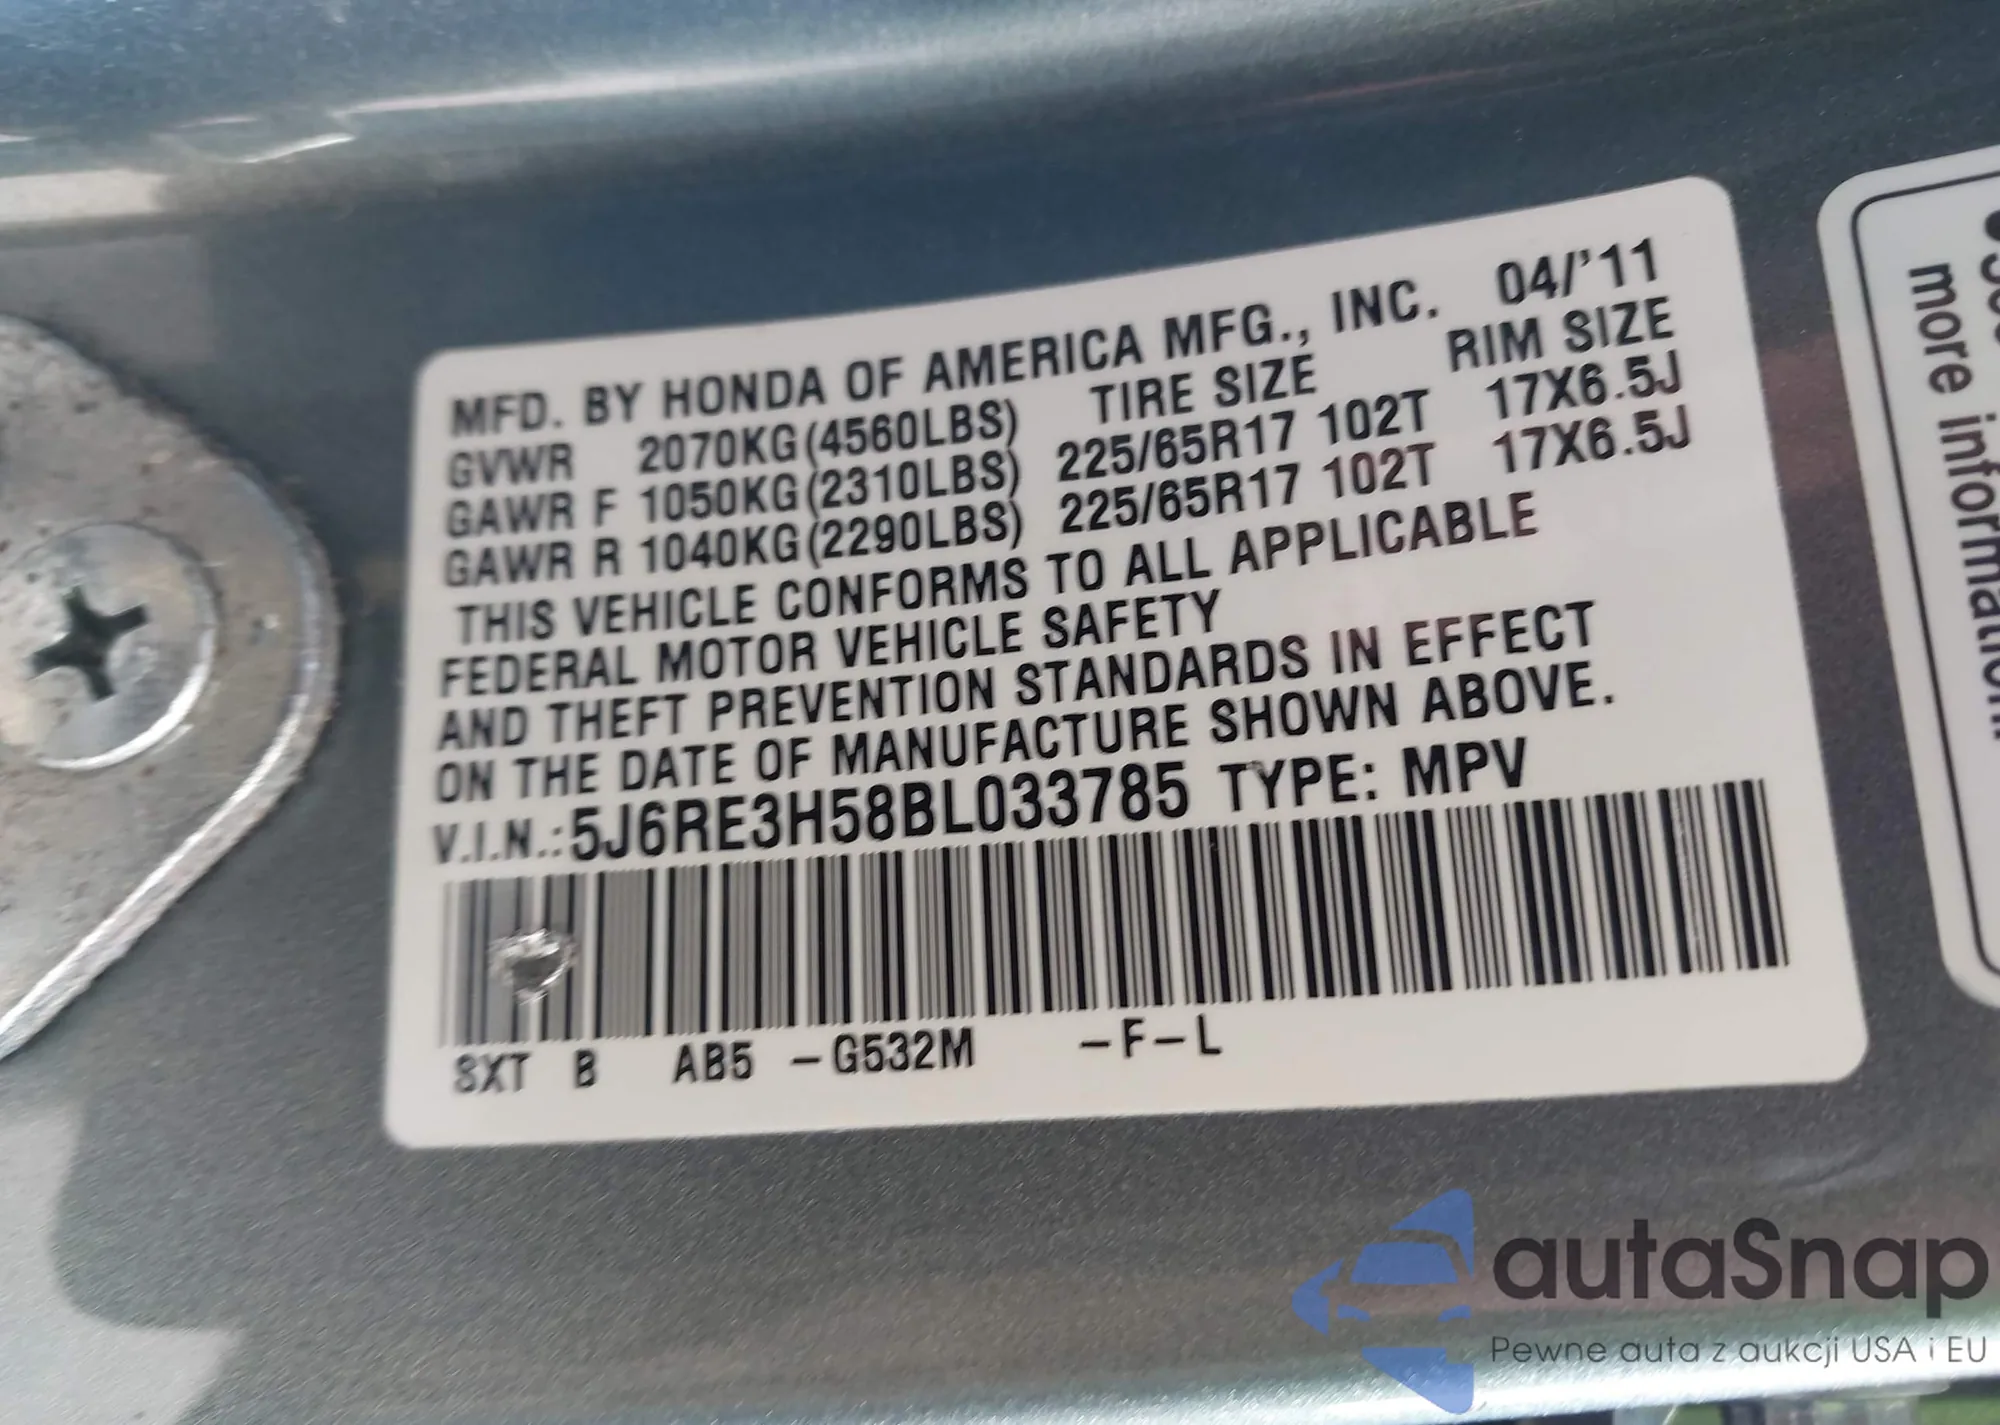 MFD. BY HONDA OF AMERICA MFG., INC. 04/'11
GVWR 2070KG(4560LBS) TIRE SIZE RIM SIZE
GAWR F 1050KG(2310LBS) 225/65R17 102T 17X6.5J
GAWR R 1040KG(2290LBS) 225/65R17 102T 17X6.5J
THIS VEHICLE CONFORMS TO ALL APPLICABLE
FEDERAL MOTOR VEHICLE SAFETY
AND THEFT PREVENTION STANDARDS IN EFFECT
ON THE DATE OF MANUFACTURE SHOWN ABOVE.
V.I.N.:5J6RE3H58BL033785 TYPE: MPV
SXT B AB5 -G532M -F-L
more information...
autaSnap
Pewne auta z aukcji USA i EU